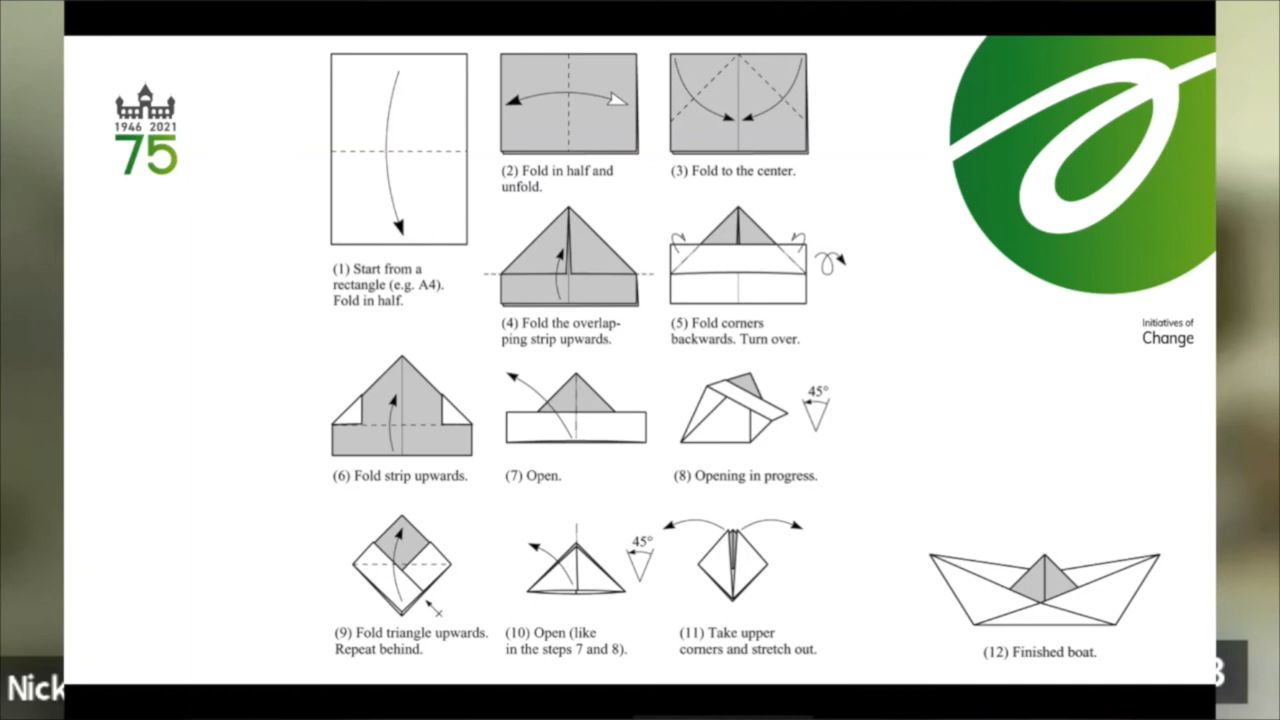 1946 2021
75
(1) Start from a
rectangle (e.g. A4).
Fold in half.
(2) Fold in half and
unfold.
(3) Fold to the center.
(4) Fold the overlap-
ping strip upwards.
(5) Fold corners
backwards. Turn over.
Initiatives of
Change
(6) Fold strip upwards.
(7) Open.
(8) Opening in progress.
45°
(9) Fold triangle upwards.
Repeat behind.
(10) Open (like
in the steps 7 and 8).
45°
(11) Take upper
corners and stretch out.
(12) Finished boat.
Nick